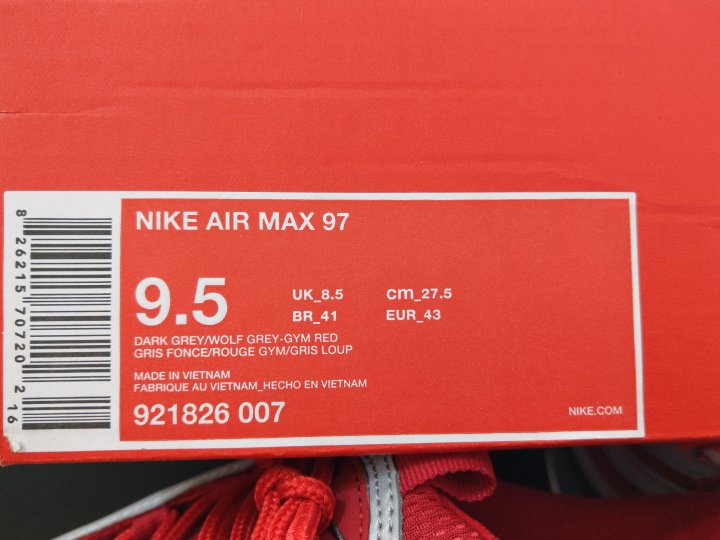 NIKE AIR MAX 97
9.5
UK_8.5 cm_27.5
BR_41 EUR_43
DARK GREY/WOLF GREY-GYM RED
GRIS FONCE/ROUGE GYM/GRIS LOUP
MADE IN VIETNAM
FABRIQUE AU VIETNAM_HECHO EN VIETNAM
921826 007
NIKE.COM
8 26215 70720 2 16